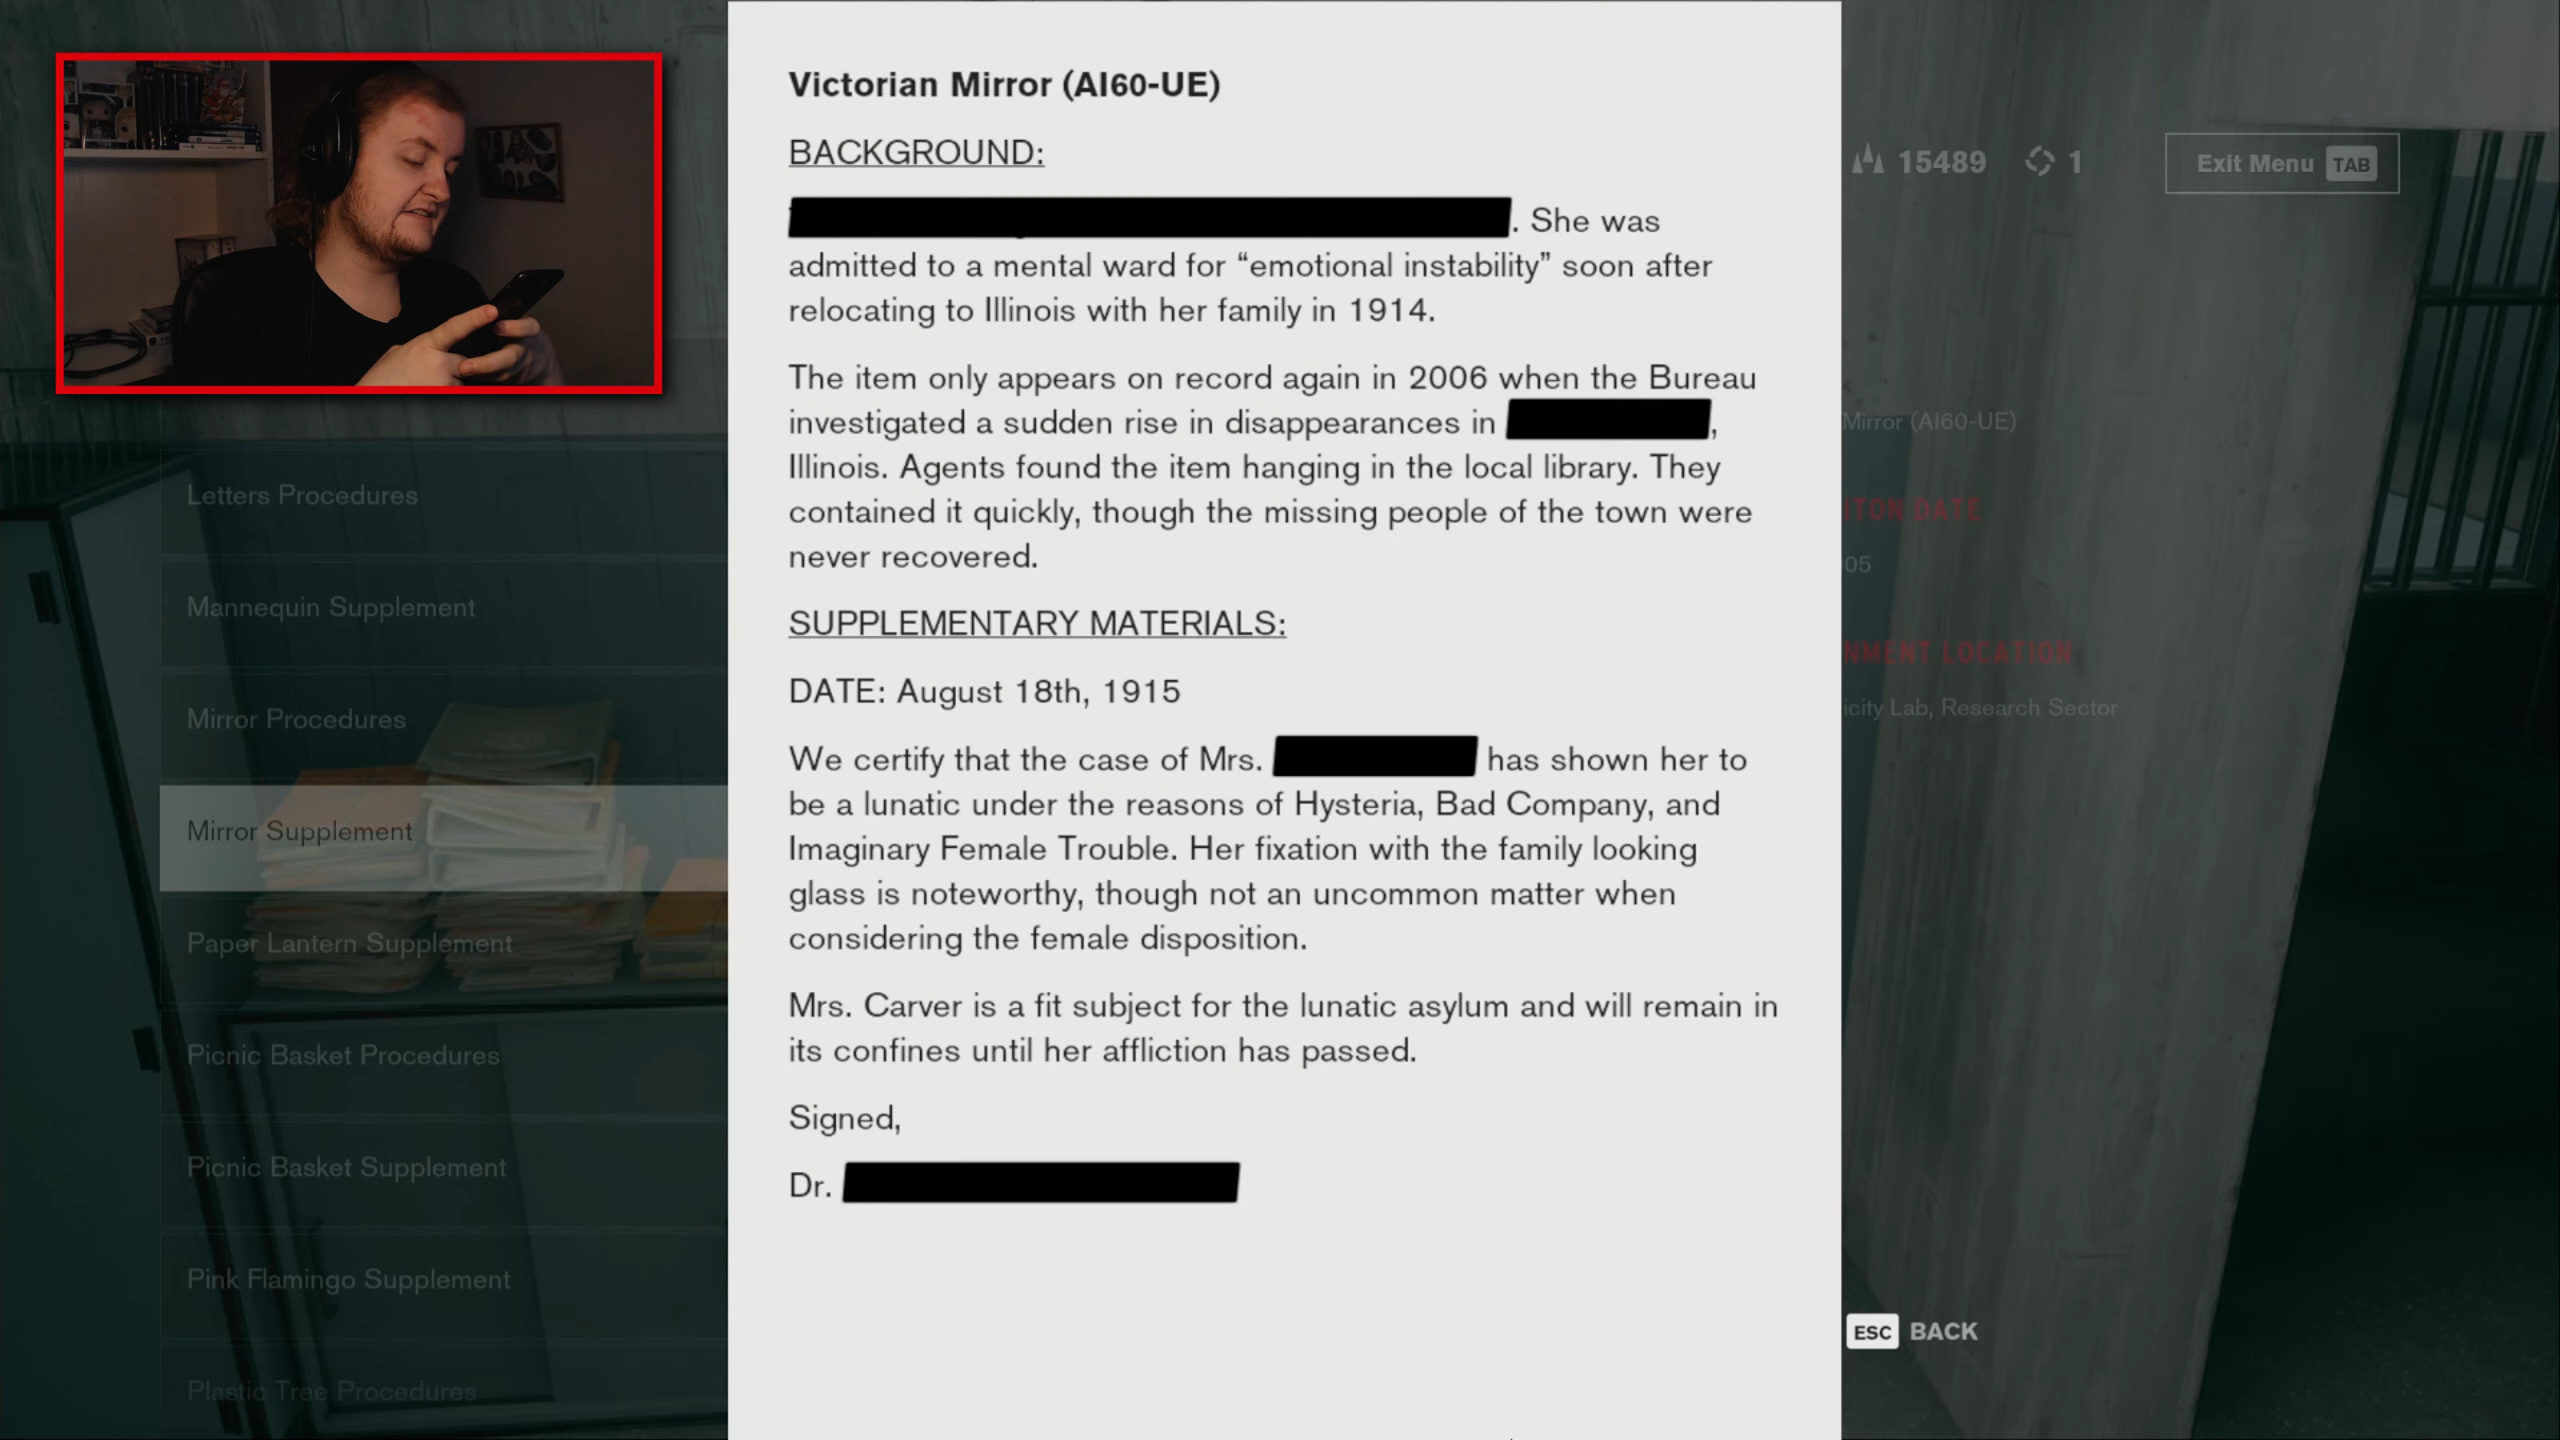 Victorian Mirror (AI60-UE)
BACKGROUND:
. She was
admitted to a mental ward for “emotional instability” soon after
relocating to Illinois with her family in 1914.
The item only appears on record again in 2006 when the Bureau
investigated a sudden rise in disappearances in ,
Illinois. Agents found the item hanging in the local library. They
contained it quickly, though the missing people of the town were
never recovered.
SUPPLEMENTARY MATERIALS:
DATE: August 18th, 1915
We certify that the case of Mrs. has shown her to
be a lunatic under the reasons of Hysteria, Bad Company, and
Imaginary Female Trouble. Her fixation with the family looking
glass is noteworthy, though not an uncommon matter when
considering the female disposition.
Mrs. Carver is a fit subject for the lunatic asylum and will remain in
its confines until her affliction has passed.
Signed,
Dr.
Letters Procedures
Mannequin Supplement
Mirror Procedures
Mirror Supplement
Paper Lantern Supplement
Picnic Basket Procedures
Picnic Basket Supplement
Pink Flamingo Supplement
Plastic Tree Procedures
15489 1
Exit Menu TAB
Mirror (AI60-UE)
ITON DATE
05
NMENT LOCATION
icity Lab, Research Sector
ESC BACK